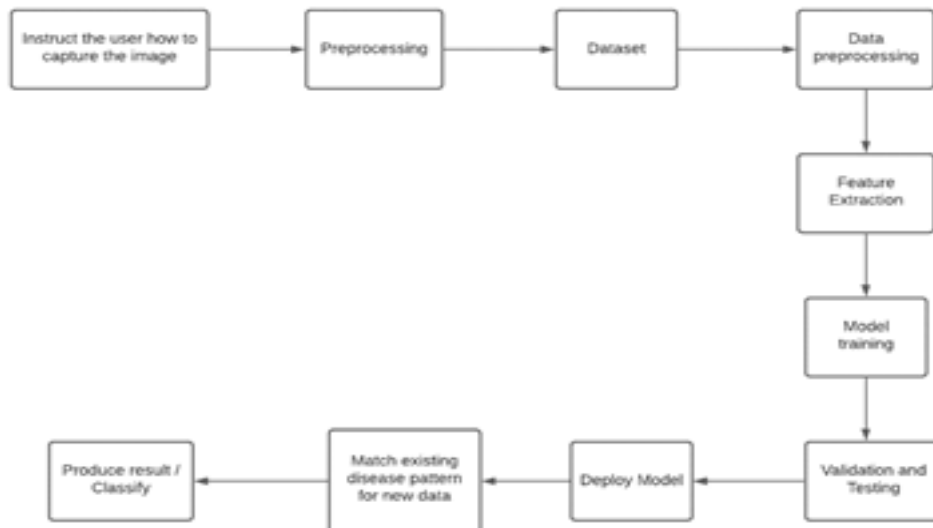 Instruct the user how to
capture the image
Preprocessing
Dataset
Data
preprocessing
Feature
Extraction
Model
training
Validation and
Testing
Deploy Model
Match existing
disease pattern
for new data
Produce result /
Classify